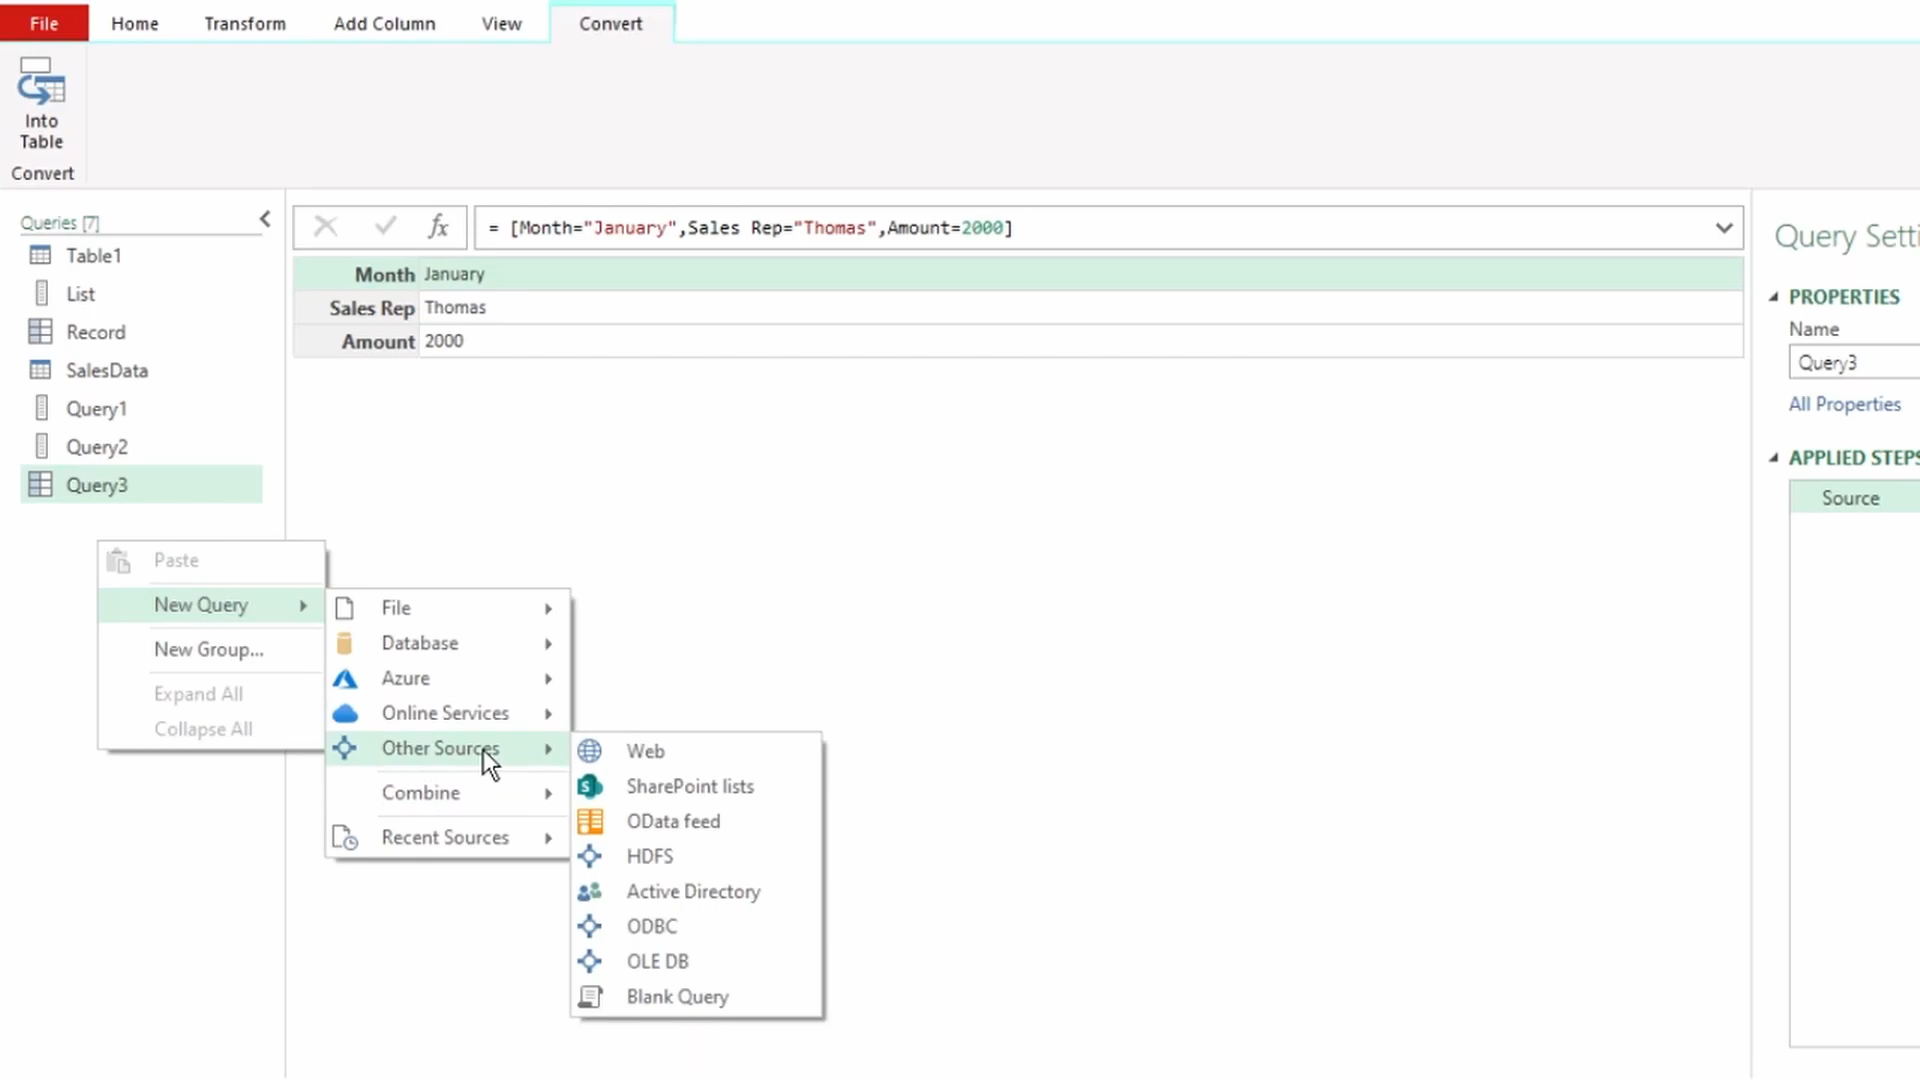 File
Home
Transform
Add Column
View
Convert
Into
Table
Convert
Queries [7]
Table1
List
Record
SalesData
Query1
Query2
Query3
fx
= [Month="January",Sales Rep="Thomas",Amount=2000]
Month January
Sales Rep Thomas
Amount 2000
Query Setti
PROPERTIES
Name
Query3
All Properties
APPLIED STEPS
Source
Paste
New Query
New Group...
Expand All
Collapse All
File
Database
Azure
Online Services
Other Sources
Combine
Recent Sources
Web
SharePoint lists
OData feed
HDFS
Active Directory
ODBC
OLE DB
Blank Query